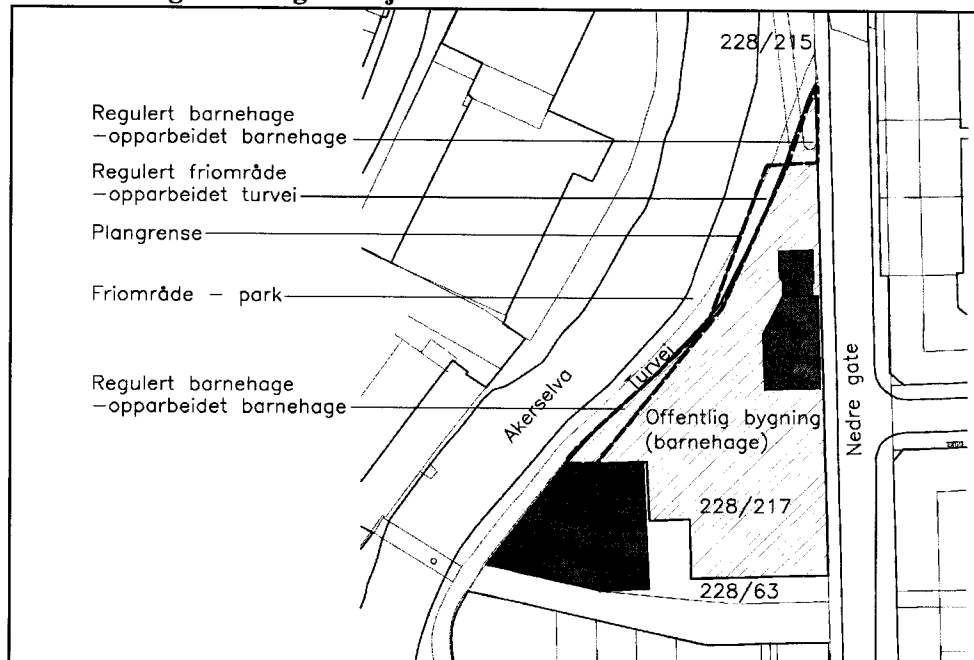 228/215
Regulert barnehage
-opparbeidet barnehage
Regulert friområde
-opparbeidet turvei
Plangrense
Friområde - park
Regulert barnehage
-opparbeidet barnehage
Akerselva
Turvei
Offentlig bygning
(barnehage)
Nedre gate
228/217
228/63